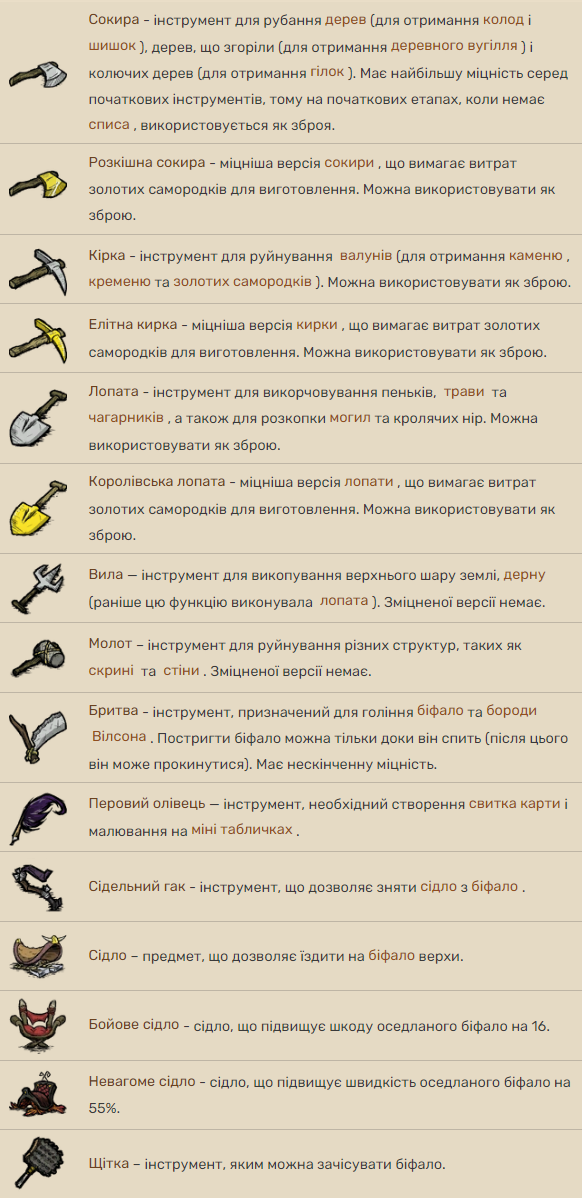 Сокира - інструмент для рубання дерев (для отримання колод і
шишок ), дерев, що згоріли (для отримання деревного вугілля ) і
колючих дерев (для отримання гілок ). Має найбільшу міцність серед
початкових інструментів, тому на початкових етапах, коли немає
списа , використовується як зброя.
Розкішна сокира - міцніша версія сокири , що вимагає витрат
золотих самородків для виготовлення. Можна використовувати як
зброю.
Кірка - інструмент для руйнування валунів (для отримання каменю ,
кременю та золотих самородків ). Можна використовувати як зброю.
Елітна кирка - міцніша версія кирки , що вимагає витрат золотих
самородків для виготовлення. Можна використовувати як зброю.
Лопата - інструмент для викорчовування пеньків, трави та
чагарників , а також для розкопки могил та кролячих нір. Можна
використовувати як зброю.
Королівська лопата - міцніша версія лопати , що вимагає витрат
золотих самородків для виготовлення. Можна використовувати як
зброю.
Вила — інструмент для викопування верхнього шару землі, дерну
(раніше цю функцію виконувала лопата ). Зміцненої версії немає.
Молот – інструмент для руйнування різних структур, таких як
скрині та стіни . Зміцненої версії немає.
Бритва - інструмент, призначений для гоління біфало та бороди
Вілсона . Постригти біфало можна тільки доки він спить (після цього
він може прокинутися). Має нескінченну міцність.
Перовий олівець — інструмент, необхідний створення свитка карти і
малювання на міні табличках .
Сідельний гак - інструмент, що дозволяє зняти сідло з біфало .
Сідло – предмет, що дозволяє їздити на біфало верхи.
Бойове сідло - сідло, що підвищує шкоду оседланого біфало на 16.
Невагоме сідло - сідло, що підвищує швидкість оседланого біфало на
55%.
Щітка – інструмент, яким можна зачісувати біфало.